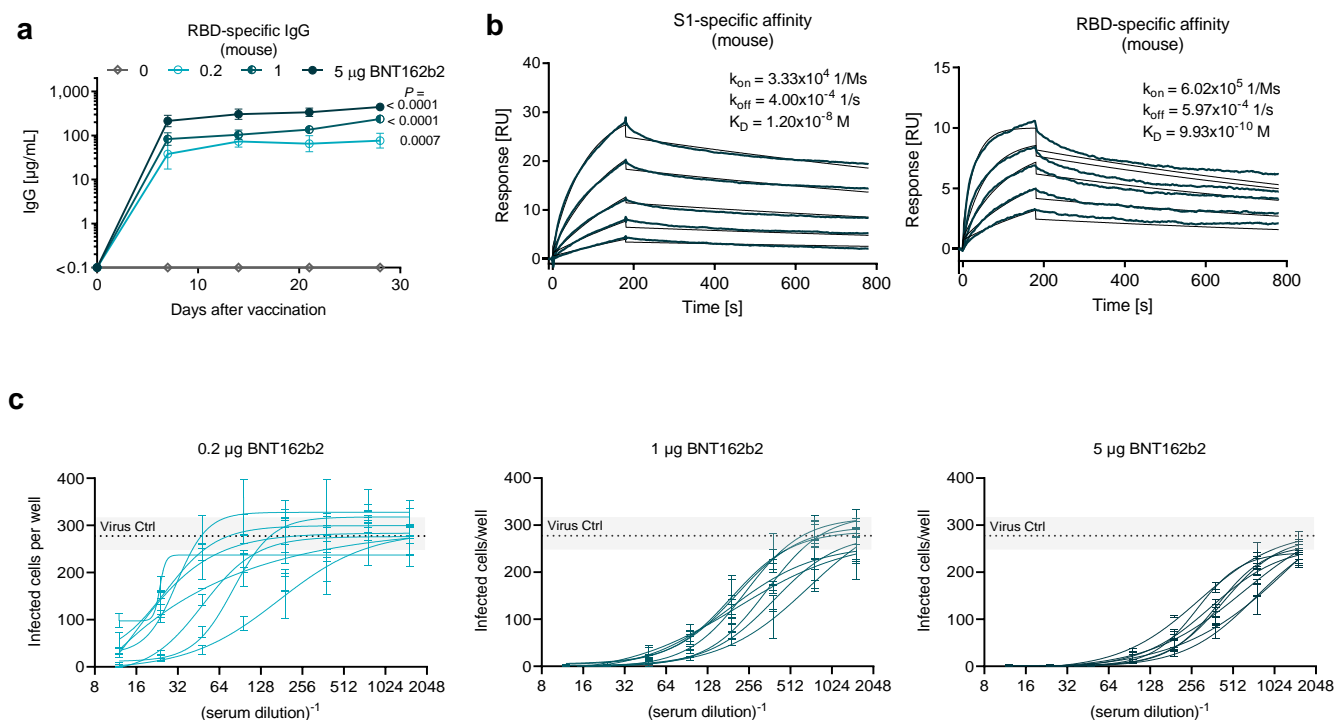 a
RBD-specific IgG
(mouse)
0 0.2 1 5 µg BNT162b2
P =
< 0.0001
< 0.0001
0.0007
IgG [µg/mL]
1,000
100
10
1
<0.1
0 10 20 30
Days after vaccination
b
S1-specific affinity
(mouse)
kon = 3.33x10^4 1/Ms
koff = 4.00x10^-4 1/s
KD = 1.20x10^-8 M
Response [RU]
40
30
20
10
0
0 200 400 600 800
Time [s]
RBD-specific affinity
(mouse)
kon = 6.02x10^5 1/Ms
koff = 5.97x10^-4 1/s
KD = 9.93x10^-10 M
Response [RU]
15
10
5
0
0 200 400 600 800
Time [s]
c
0.2 µg BNT162b2
Infected cells per well
400
300
200
100
0
Virus Ctrl
8 16 32 64 128 256 512 1024 2048
(serum dilution)^-1
1 µg BNT162b2
Infected cells/well
400
300
200
100
0
Virus Ctrl
8 16 32 64 128 256 512 1024 2048
(serum dilution)^-1
5 µg BNT162b2
Infected cells/well
400
300
200
100
0
Virus Ctrl
8 16 32 64 128 256 512 1024 2048
(serum dilution)^-1